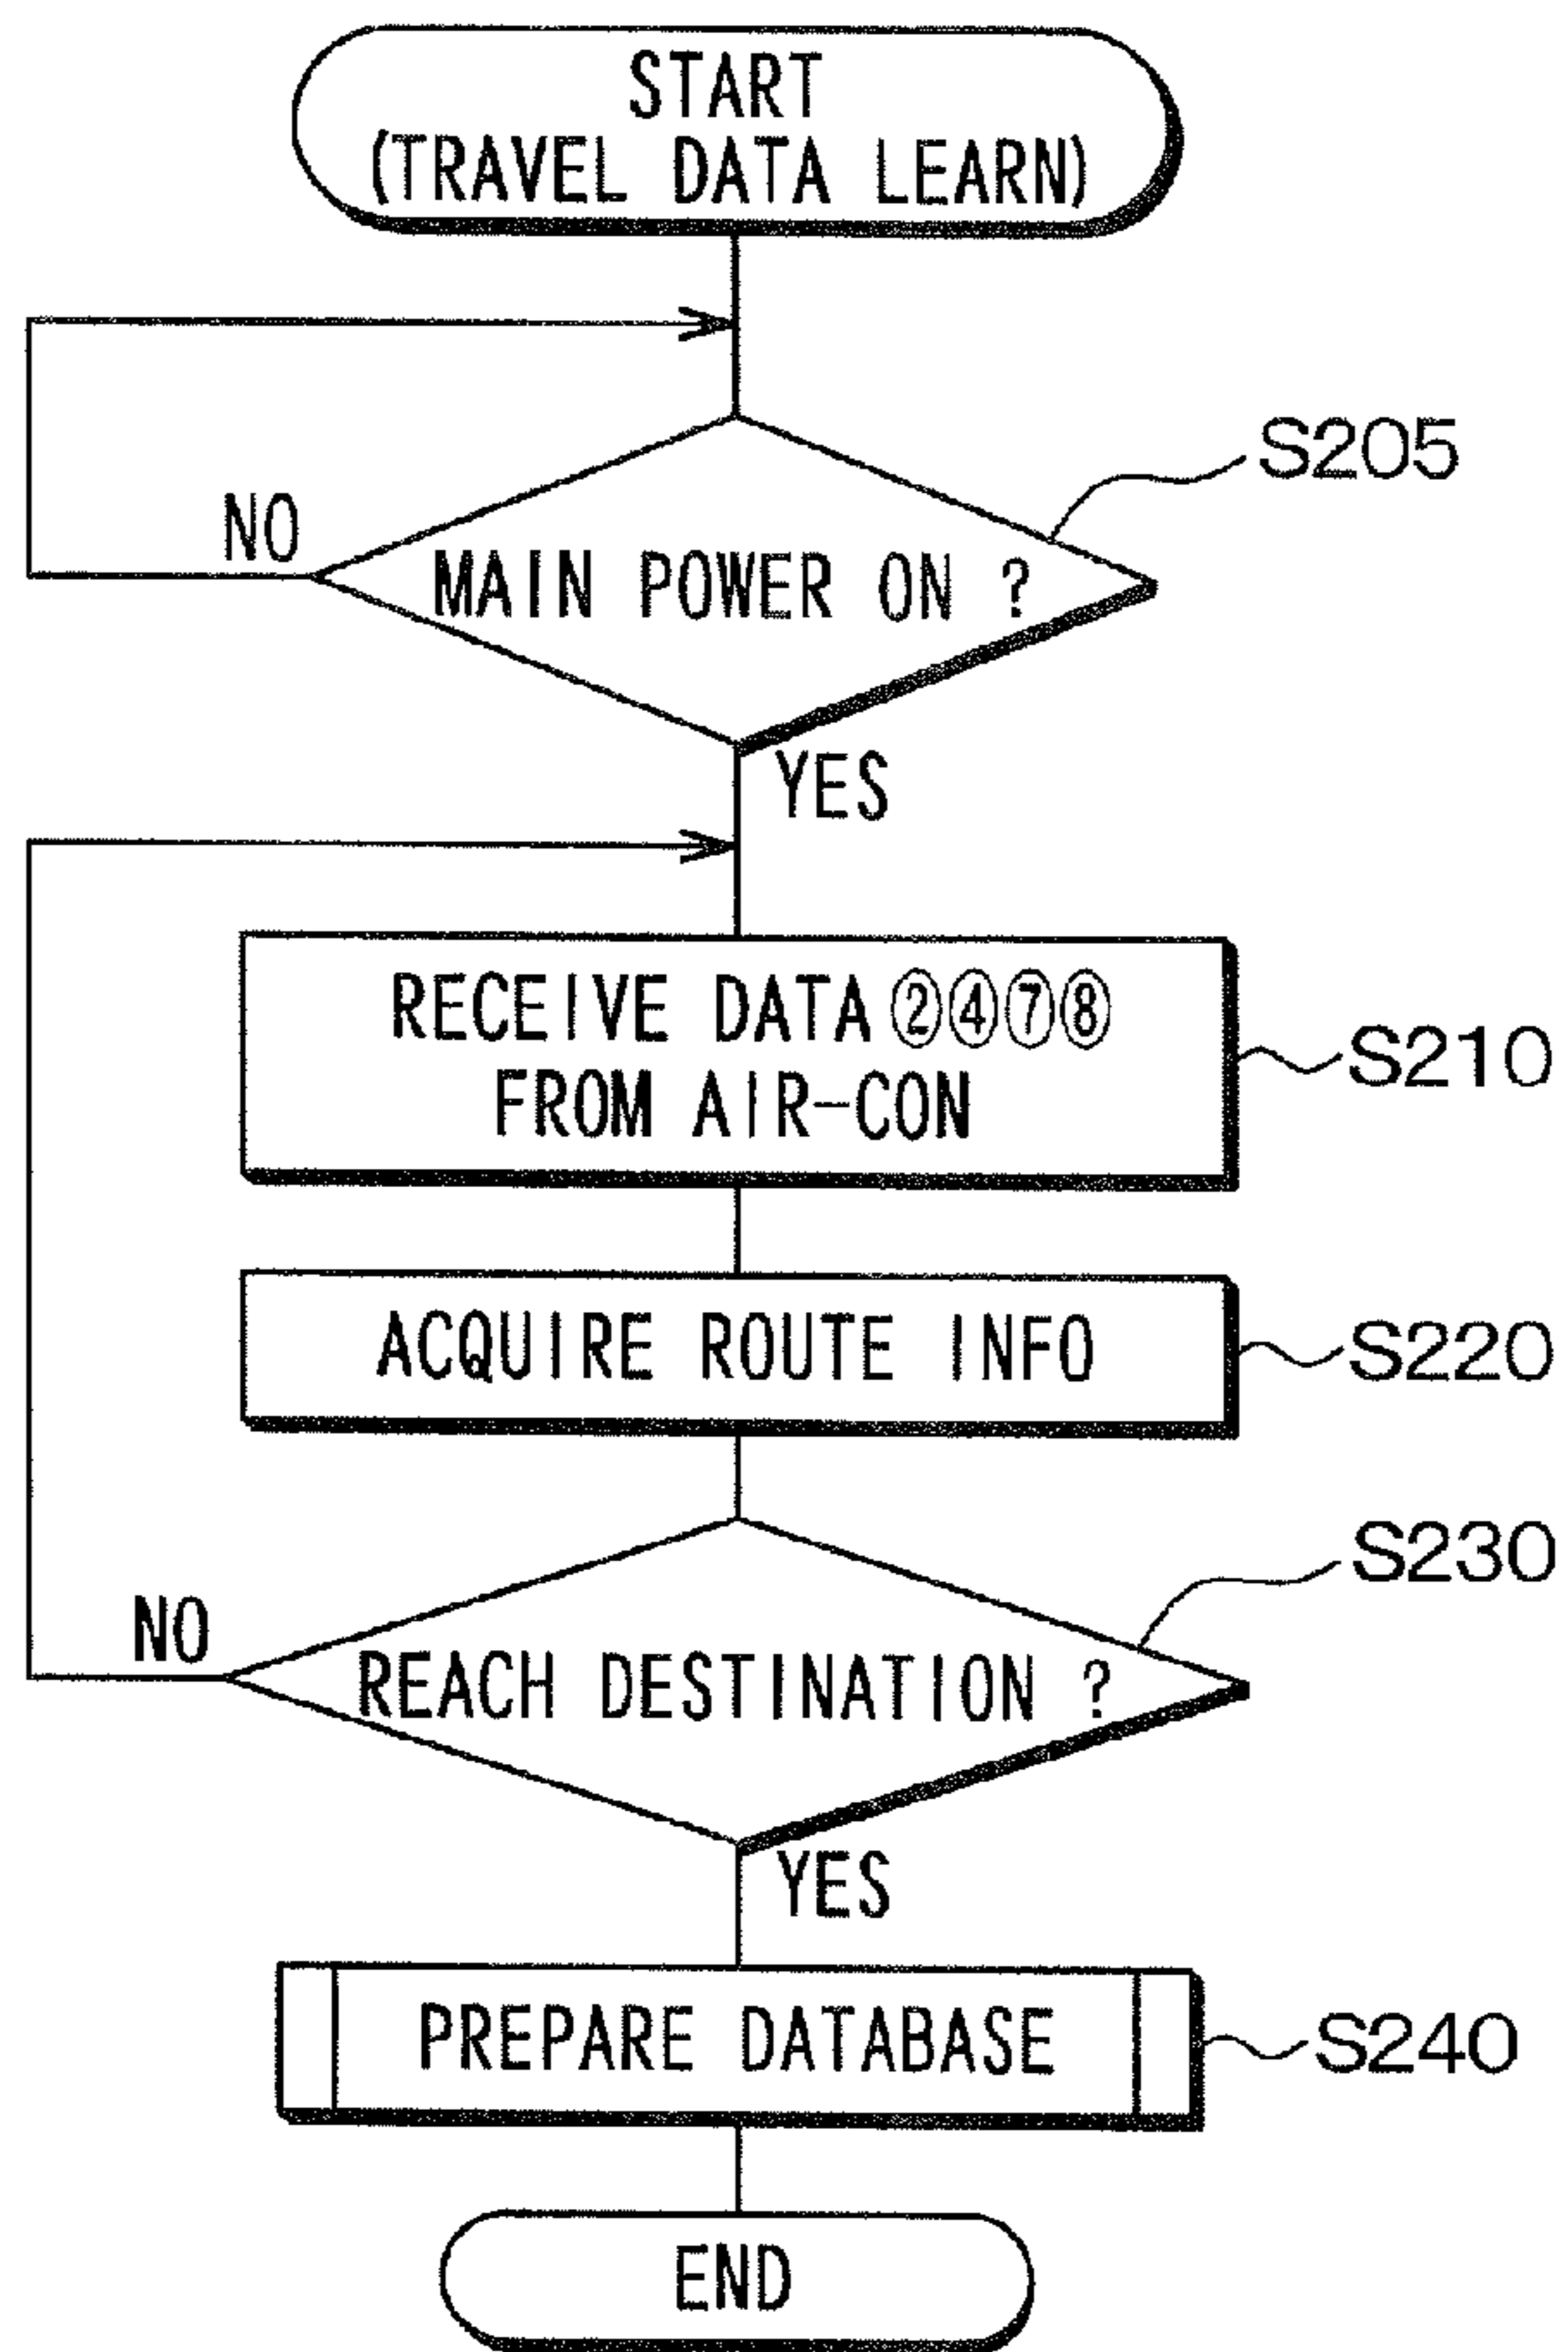 START
(TRAVEL DATA LEARN)
S205
NO
MAIN POWER ON ?
YES
RECEIVE DATA ②④⑦⑧
FROM AIR-CON
S210
ACQUIRE ROUTE INFO
S220
S230
NO
REACH DESTINATION ?
YES
PREPARE DATABASE
S240
END